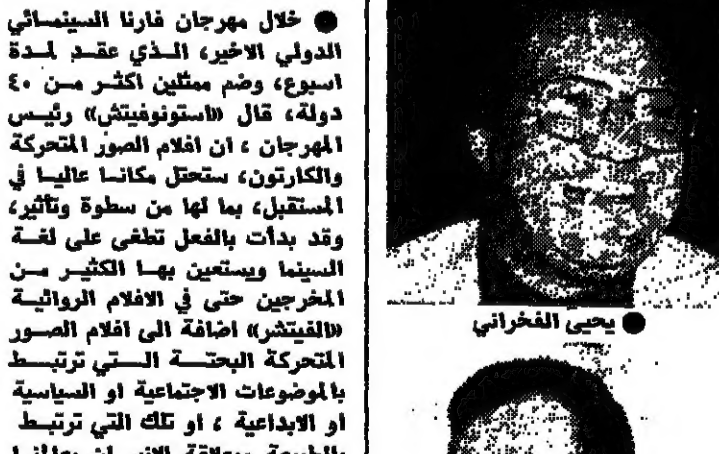 ● خلال مهرجان فارنا السينمائي
الدولي الاخير، الذي عقد لمدة
اسبوع، وضم ممثلين اكثر من ٤٠
دولة، قال «استونوفيتش» رئيس
المهرجان ، ان افلام الصور المتحركة
والكارتون، ستحتل مكانا عاليا في
المستقبل، بما لها من سطوة وتأثير،
وقد بدأت بالفعل تطغى على لغة
السينما ويستعين بها الكثير من
المخرجين حتى في الافلام الروائية
«الفيتشر» اضافة الى افلام الصور
المتحركة البحتة التي ترتبط
بالموضوعات الاجتماعية او السياسية
او الابداعية ، او تلك التي ترتبط
● يحيى الفخراني